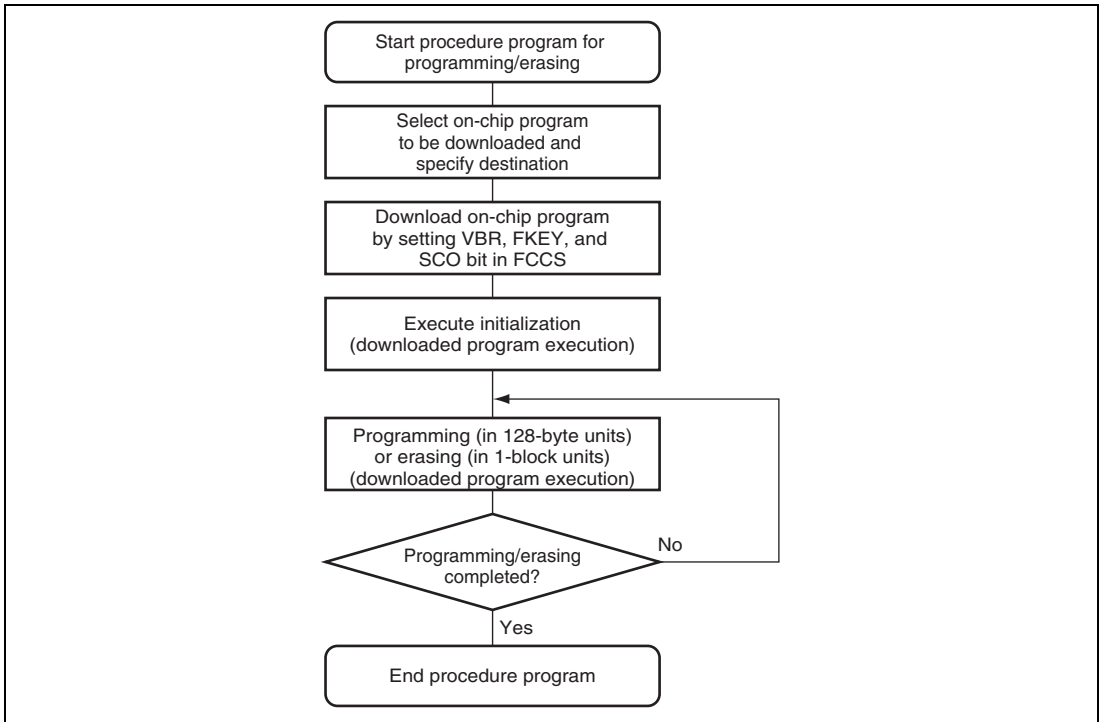 Start procedure program for
programming/erasing
Select on-chip program
to be downloaded and
specify destination
Download on-chip program
by setting VBR, FKEY, and
SCO bit in FCCS
Execute initialization
(downloaded program execution)
Programming (in 128-byte units)
or erasing (in 1-block units)
(downloaded program execution)
No
Programming/erasing
completed?
Yes
End procedure program